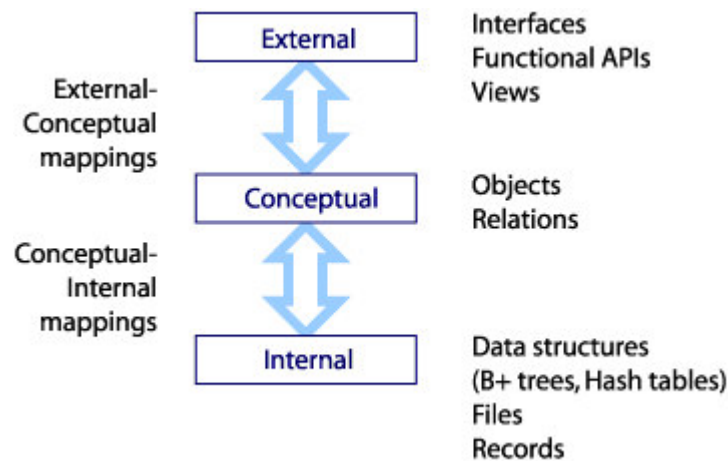 External
Interfaces
Functional APIs
Views
External-
Conceptual
mappings
Conceptual
Objects
Relations
Conceptual-
Internal
mappings
Internal
Data structures
(B+ trees, Hash tables)
Files
Records